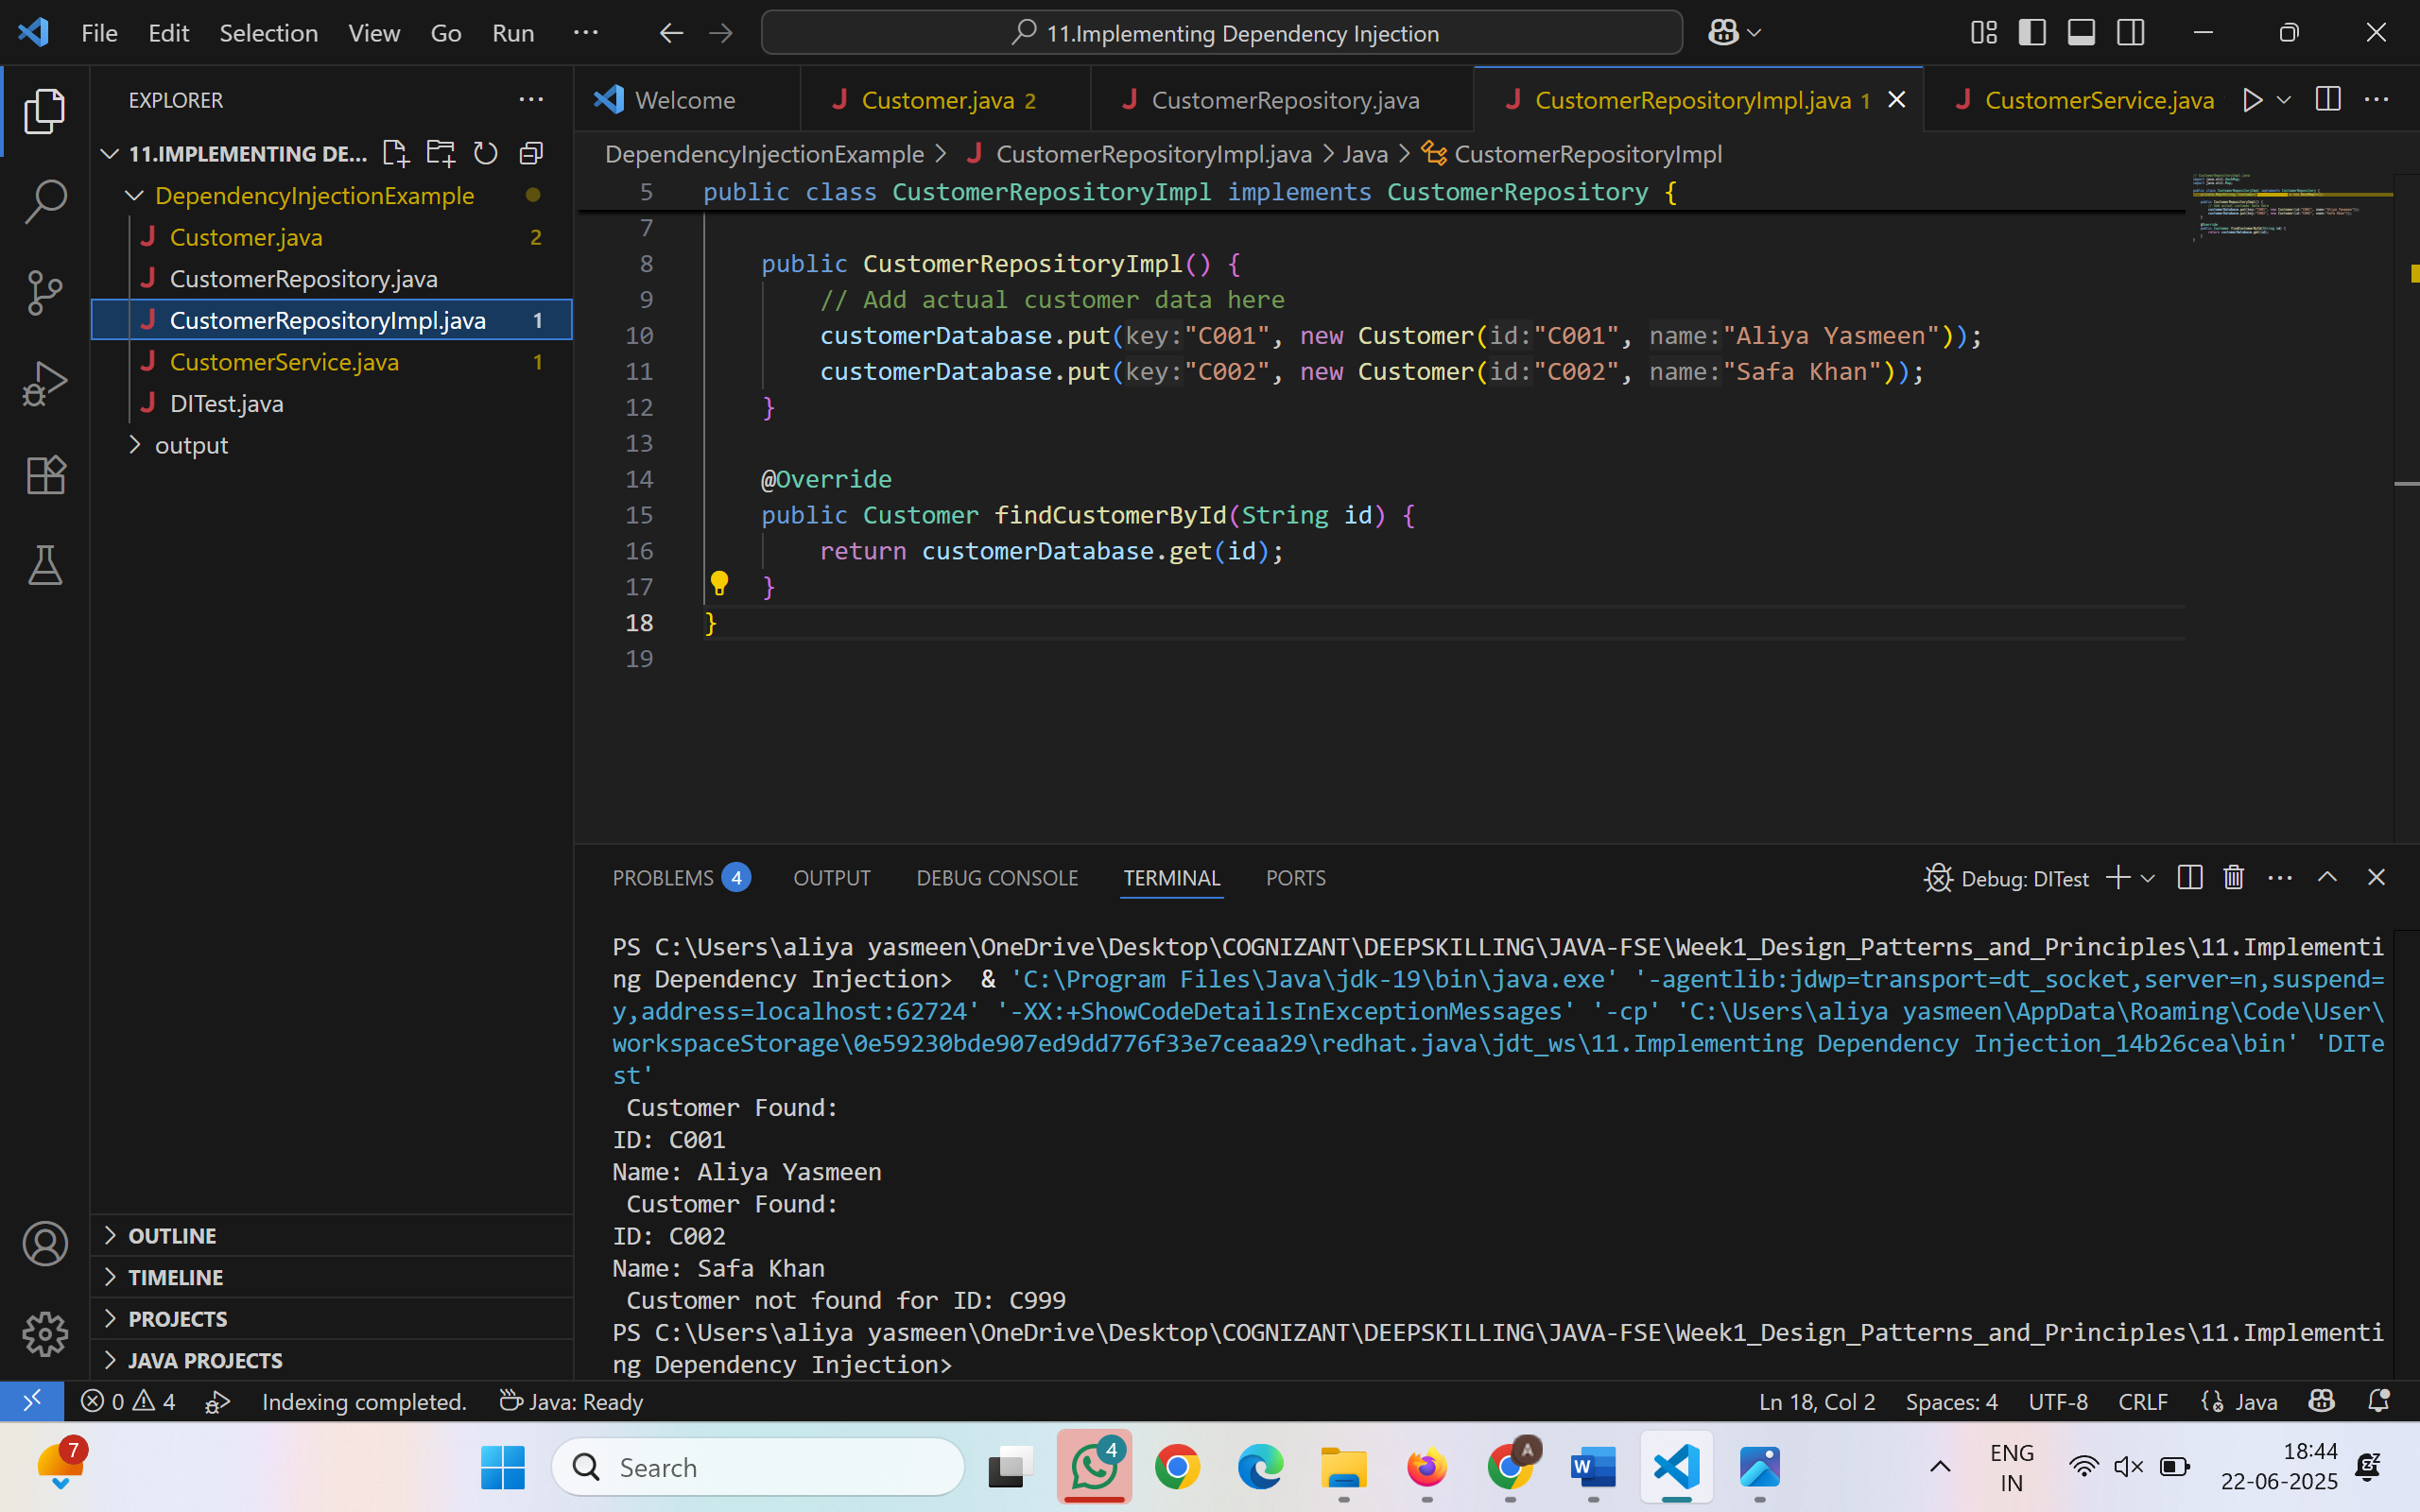 File Edit Selection View Go Run ··· 11.Implementing Dependency Injection
EXPLORER
11.IMPLEMENTING DE...
DependencyInjectionExample
J Customer.java 2
J CustomerRepository.java
J CustomerRepositoryImpl.java 1
J CustomerService.java 1
J DITest.java
output
OUTLINE
TIMELINE
PROJECTS
JAVA PROJECTS
Welcome J Customer.java 2 J CustomerRepository.java J CustomerRepositoryImpl.java 1 J CustomerService.java
DependencyInjectionExample > J CustomerRepositoryImpl.java > Java > CustomerRepositoryImpl
5 public class CustomerRepositoryImpl implements CustomerRepository {
7
8 public CustomerRepositoryImpl() {
9 // Add actual customer data here
10 customerDatabase.put(key:"C001", new Customer(id:"C001", name:"Aliya Yasmeen"));
11 customerDatabase.put(key:"C002", new Customer(id:"C002", name:"Safa Khan"));
12 }
13
14 @Override
15 public Customer findCustomerById(String id) {
16 return customerDatabase.get(id);
17 }
18 }
19
PROBLEMS 4 OUTPUT DEBUG CONSOLE TERMINAL PORTS Debug: DITest
PS C:\Users\aliya yasmeen\OneDrive\Desktop\COGNIZANT\DEEPSKILLING\JAVA-FSE\Week1_Design_Patterns_and_Principles\11.Implementi
ng Dependency Injection>  & 'C:\Program Files\Java\jdk-19\bin\java.exe' '-agentlib:jdwp=transport=dt_socket,server=n,suspend=
y,address=localhost:62724' '-XX:+ShowCodeDetailsInExceptionMessages' '-cp' 'C:\Users\aliya yasmeen\AppData\Roaming\Code\User\
workspaceStorage\0e59230bde907ed9dd776f33e7ceaa29\redhat.java\jdt_ws\11.Implementing Dependency Injection_14b26cea\bin' 'DITe
st'
Customer Found:
ID: C001
Name: Aliya Yasmeen
Customer Found:
ID: C002
Name: Safa Khan
Customer not found for ID: C999
PS C:\Users\aliya yasmeen\OneDrive\Desktop\COGNIZANT\DEEPSKILLING\JAVA-FSE\Week1_Design_Patterns_and_Principles\11.Implementi
ng Dependency Injection>
0 4 Indexing completed. Java: Ready Ln 18, Col 2 Spaces: 4 UTF-8 CRLF Java
7 Search 4 A ENG IN 18:44 22-06-2025